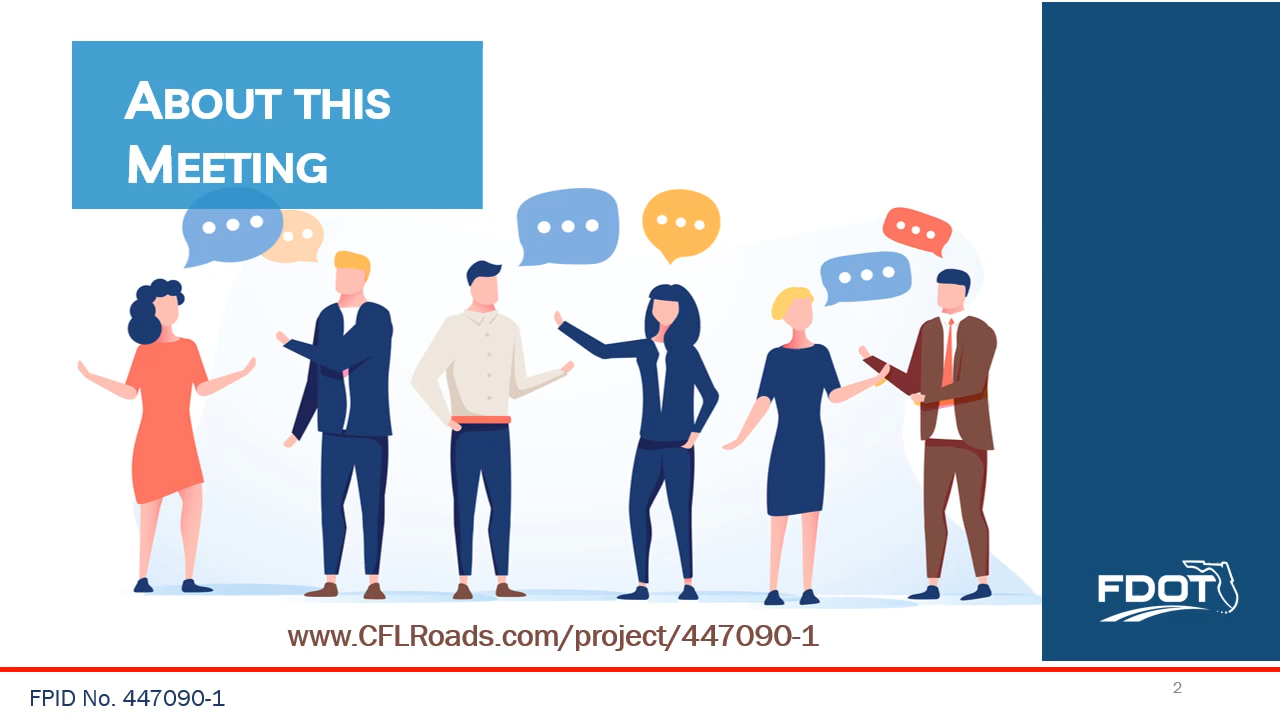 ABOUT THIS
MEETING
FDOT
www.CFLRoads.com/project/447090-1
FPID No. 447090-1
2